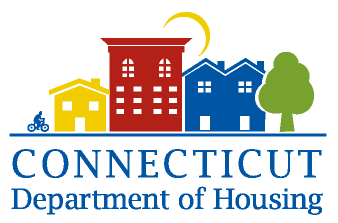 CONNECTICUT
Department of Housing